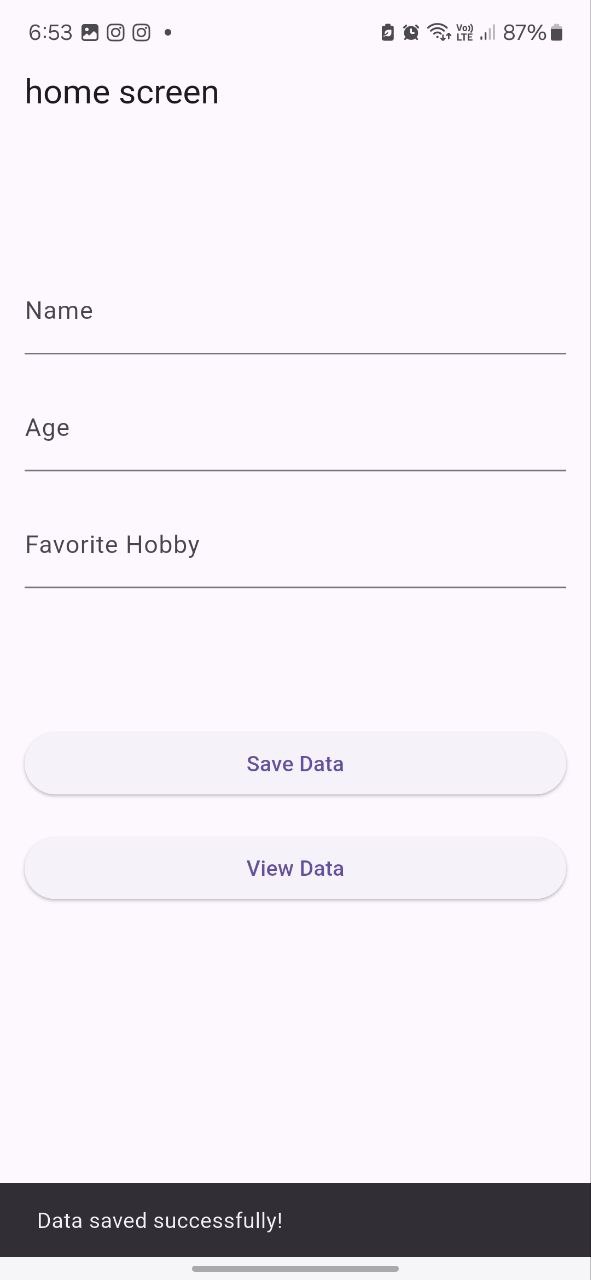 6:53 Vo)) LTE 87%
home screen
Name
Age
Favorite Hobby
Save Data
View Data
Data saved successfully!